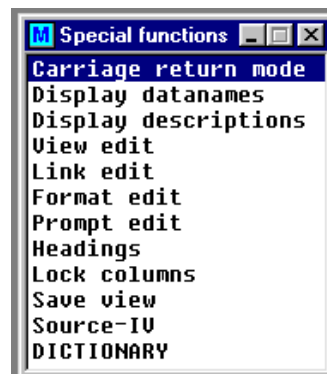 M Special functions
Carriage return mode
Display datanames
Display descriptions
View edit
Link edit
Format edit
Prompt edit
Headings
Lock columns
Save view
Source-IV
DICTIONARY